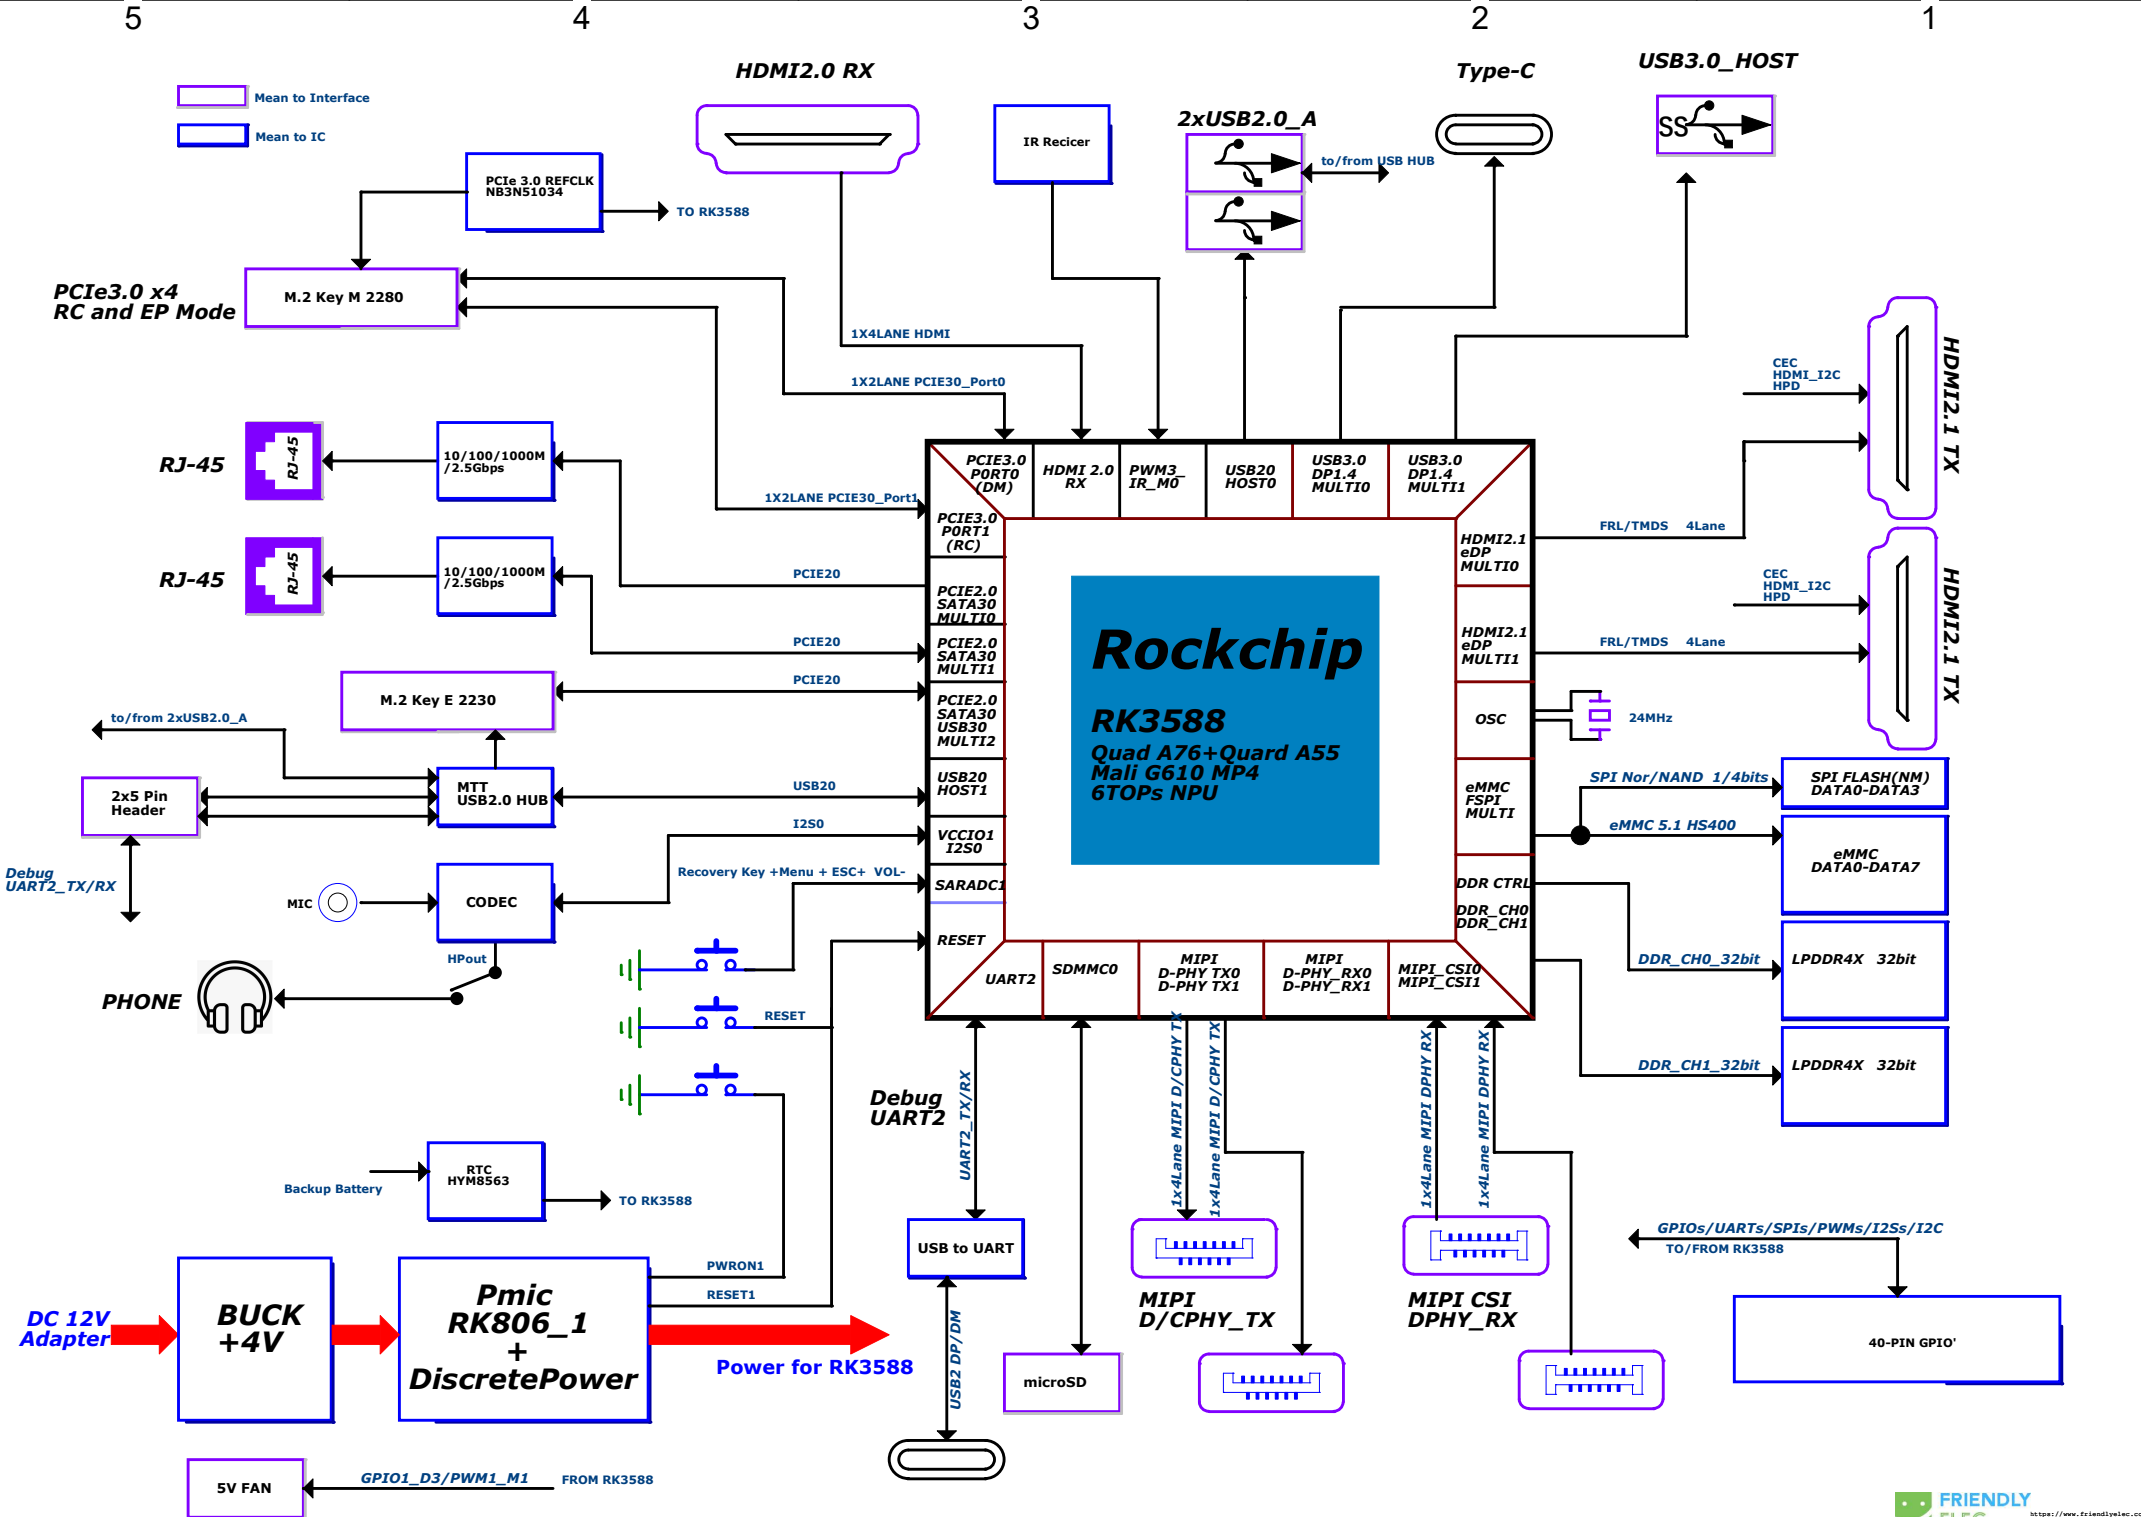 5
4
3
2
1
Mean to Interface
Mean to IC
HDMI2.0 RX
IR Recicer
2xUSB2.0_A
to/from USB HUB
Type-C
USB3.0_HOST
SS
PCIe 3.0 REFCLK
NB3N51034
TO RK3588
PCIe3.0 x4
RC and EP Mode
M.2 Key M 2280
1X4LANE HDMI
1X2LANE PCIE30_Port0
1X2LANE PCIE30_Port1
RJ-45
RJ-45
10/100/1000M
/2.5Gbps
RJ-45
RJ-45
10/100/1000M
/2.5Gbps
PCIE20
PCIE20
PCIE20
M.2 Key E 2230
to/from 2xUSB2.0_A
2x5 Pin
Header
MTT
USB2.0 HUB
USB20
I2S0
Debug
UART2_TX/RX
Recovery Key +Menu + ESC+ VOL-
MIC
CODEC
HPout
PHONE
RESET
PCIE3.0
PORT0
(DM)
HDMI 2.0
RX
PWM3_
IR_M0
USB20
HOST0
USB3.0
DP1.4
MULTI0
USB3.0
DP1.4
MULTI1
PCIE3.0
PORT1
(RC)
PCIE2.0
SATA30
MULTI0
PCIE2.0
SATA30
MULTI1
PCIE2.0
SATA30
USB30
MULTI2
USB20
HOST1
VCCIO1
I2S0
SARADC1
RESET
Rockchip
RK3588
Quad A76+Quard A55
Mali G610 MP4
6TOPs NPU
HDMI2.1
eDP
MULTI0
HDMI2.1
eDP
MULTI1
OSC
eMMC
FSPI
MULTI
DDR CTRL
DDR_CH0
DDR_CH1
UART2
SDMMC0
MIPI
D-PHY TX0
D-PHY TX1
MIPI
D-PHY_RX0
D-PHY_RX1
MIPI_CSI0
MIPI_CSI1
CEC
HDMI_I2C
HPD
FRL/TMDS 4Lane
HDMI2.1 TX
CEC
HDMI_I2C
HPD
FRL/TMDS 4Lane
HDMI2.1 TX
24MHz
SPI Nor/NAND 1/4bits
SPI FLASH(NM)
DATA0-DATA3
eMMC 5.1 HS400
eMMC
DATA0-DATA7
DDR_CH0_32bit
LPDDR4X 32bit
DDR_CH1_32bit
LPDDR4X 32bit
Debug
UART2
UART2_TX/RX
1x4Lane MIPI D/CPHY TX
1x4Lane MIPI D/CPHY TX
1x4Lane MIPI DPHY RX
1x4Lane MIPI DPHY RX
RTC
HYM8563
Backup Battery
TO RK3588
USB to UART
MIPI
D/CPHY_TX
MIPI CSI
DPHY_RX
GPIOs/UARTs/SPIs/PWMs/I2Ss/I2C
TO/FROM RK3588
40-PIN GPIO'
DC 12V
Adapter
BUCK
+4V
Pmic
RK806_1
+
DiscretePower
PWRON1
RESET1
Power for RK3588
USB2 DP/DM
microSD
5V FAN
GPIO1_D3/PWM1_M1
FROM RK3588
FRIENDLY
ELEC